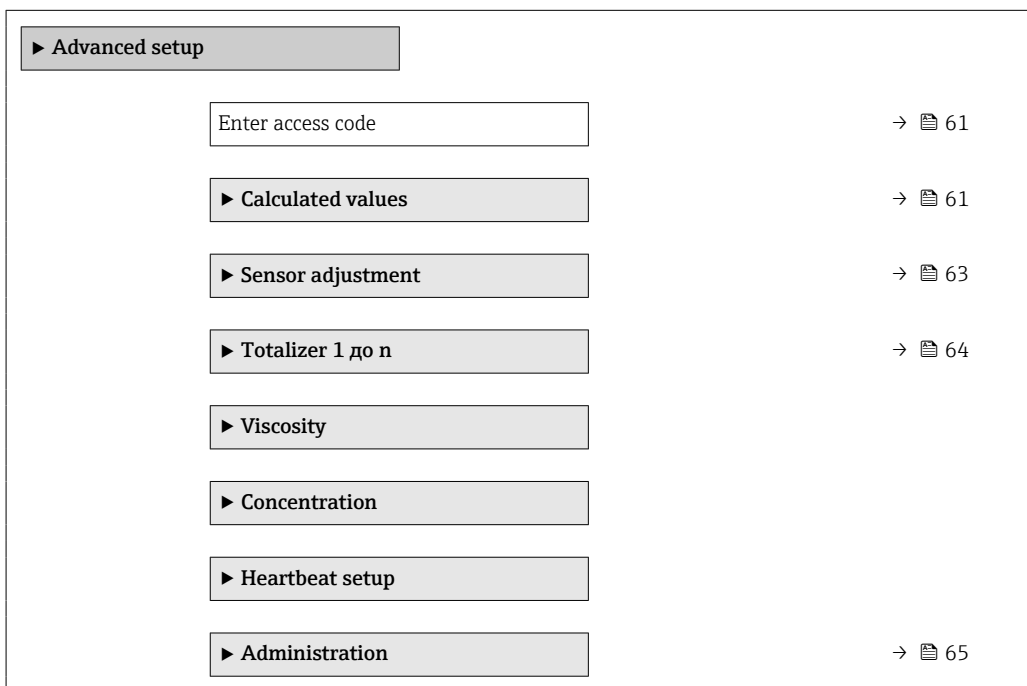 ► Advanced setup
Enter access code → 61
► Calculated values → 61
► Sensor adjustment → 63
► Totalizer 1 до n → 64
► Viscosity
► Concentration
► Heartbeat setup
► Administration → 65